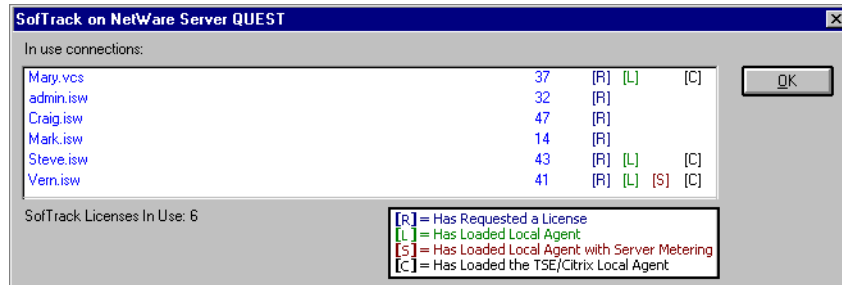 SofTrack on NetWare Server QUEST
In use connections:
Mary.vcs 37 [R] [L] [C]
admin.isw 32 [R]
Craig.isw 47 [R]
Mark.isw 14 [R]
Steve.isw 43 [R] [L] [C]
Vern.isw 41 [R] [L] [S] [C]
OK
SofTrack Licenses In Use: 6
[R] = Has Requested a License
[L] = Has Loaded Local Agent
[S] = Has Loaded Local Agent with Server Metering
[C] = Has Loaded the TSE/Citrix Local Agent